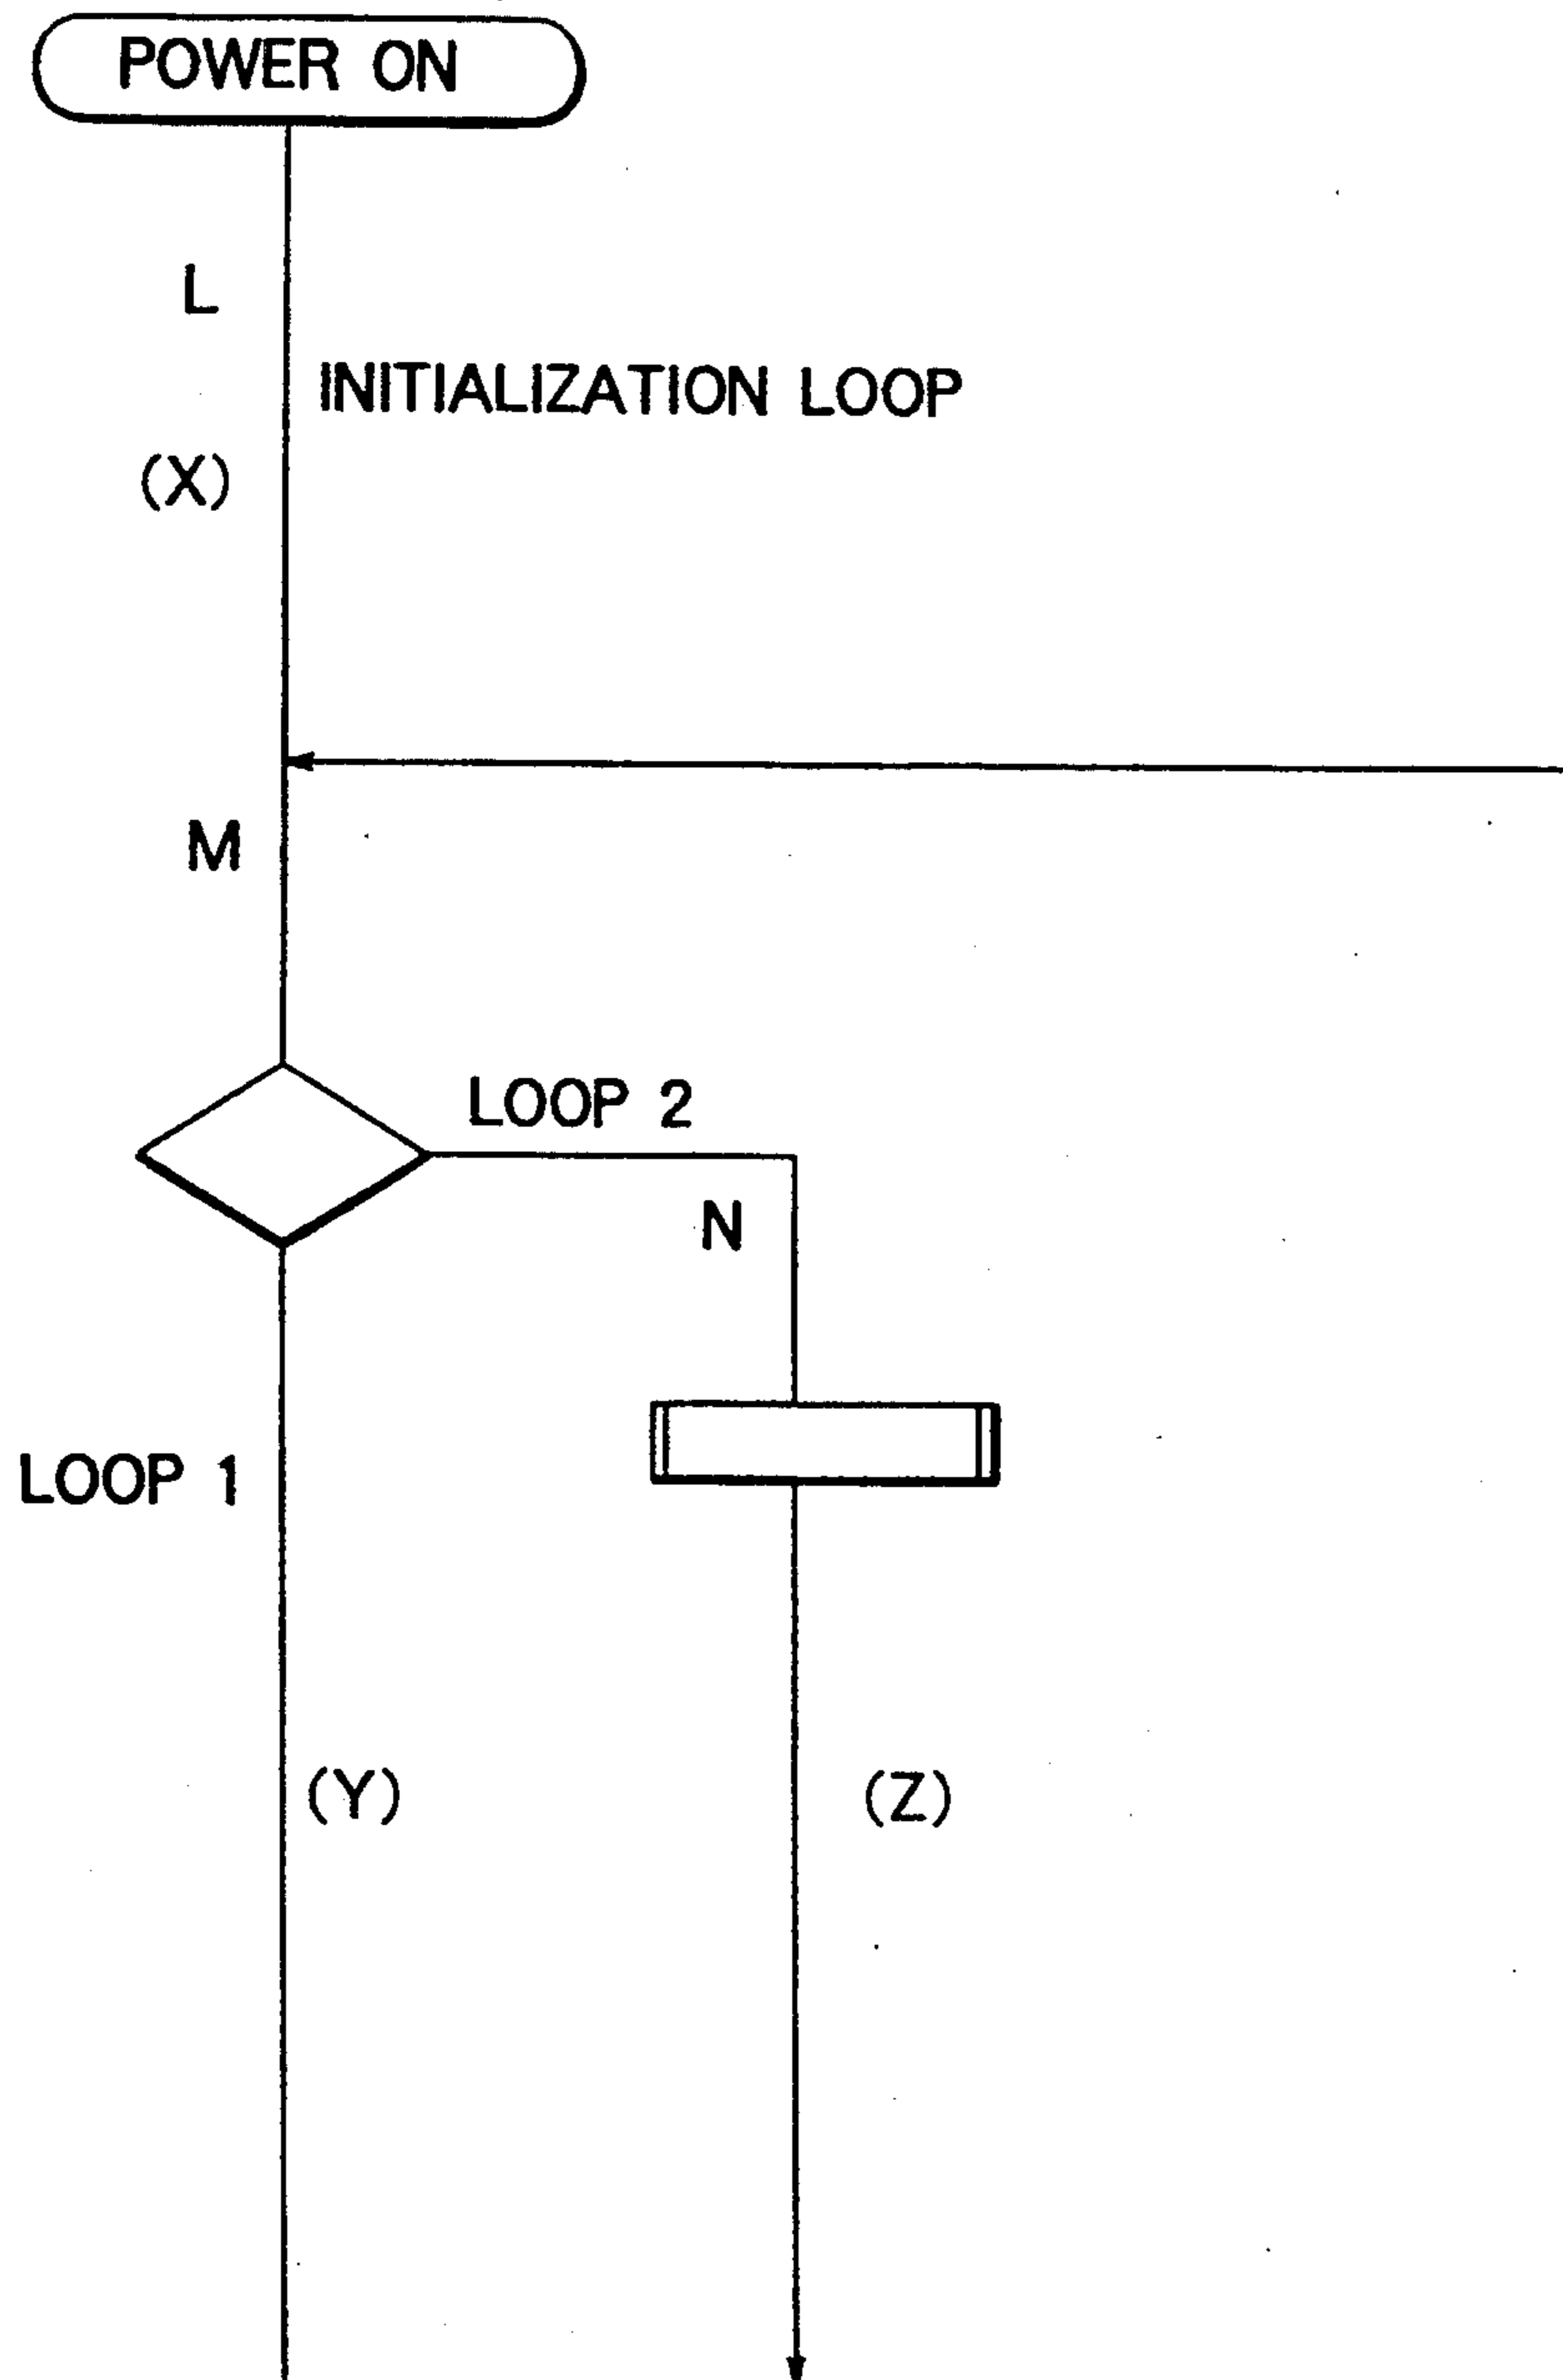 POWER ON
L
INITIALIZATION LOOP
(X)
M
LOOP 2
N
LOOP 1
(Y)
(Z)